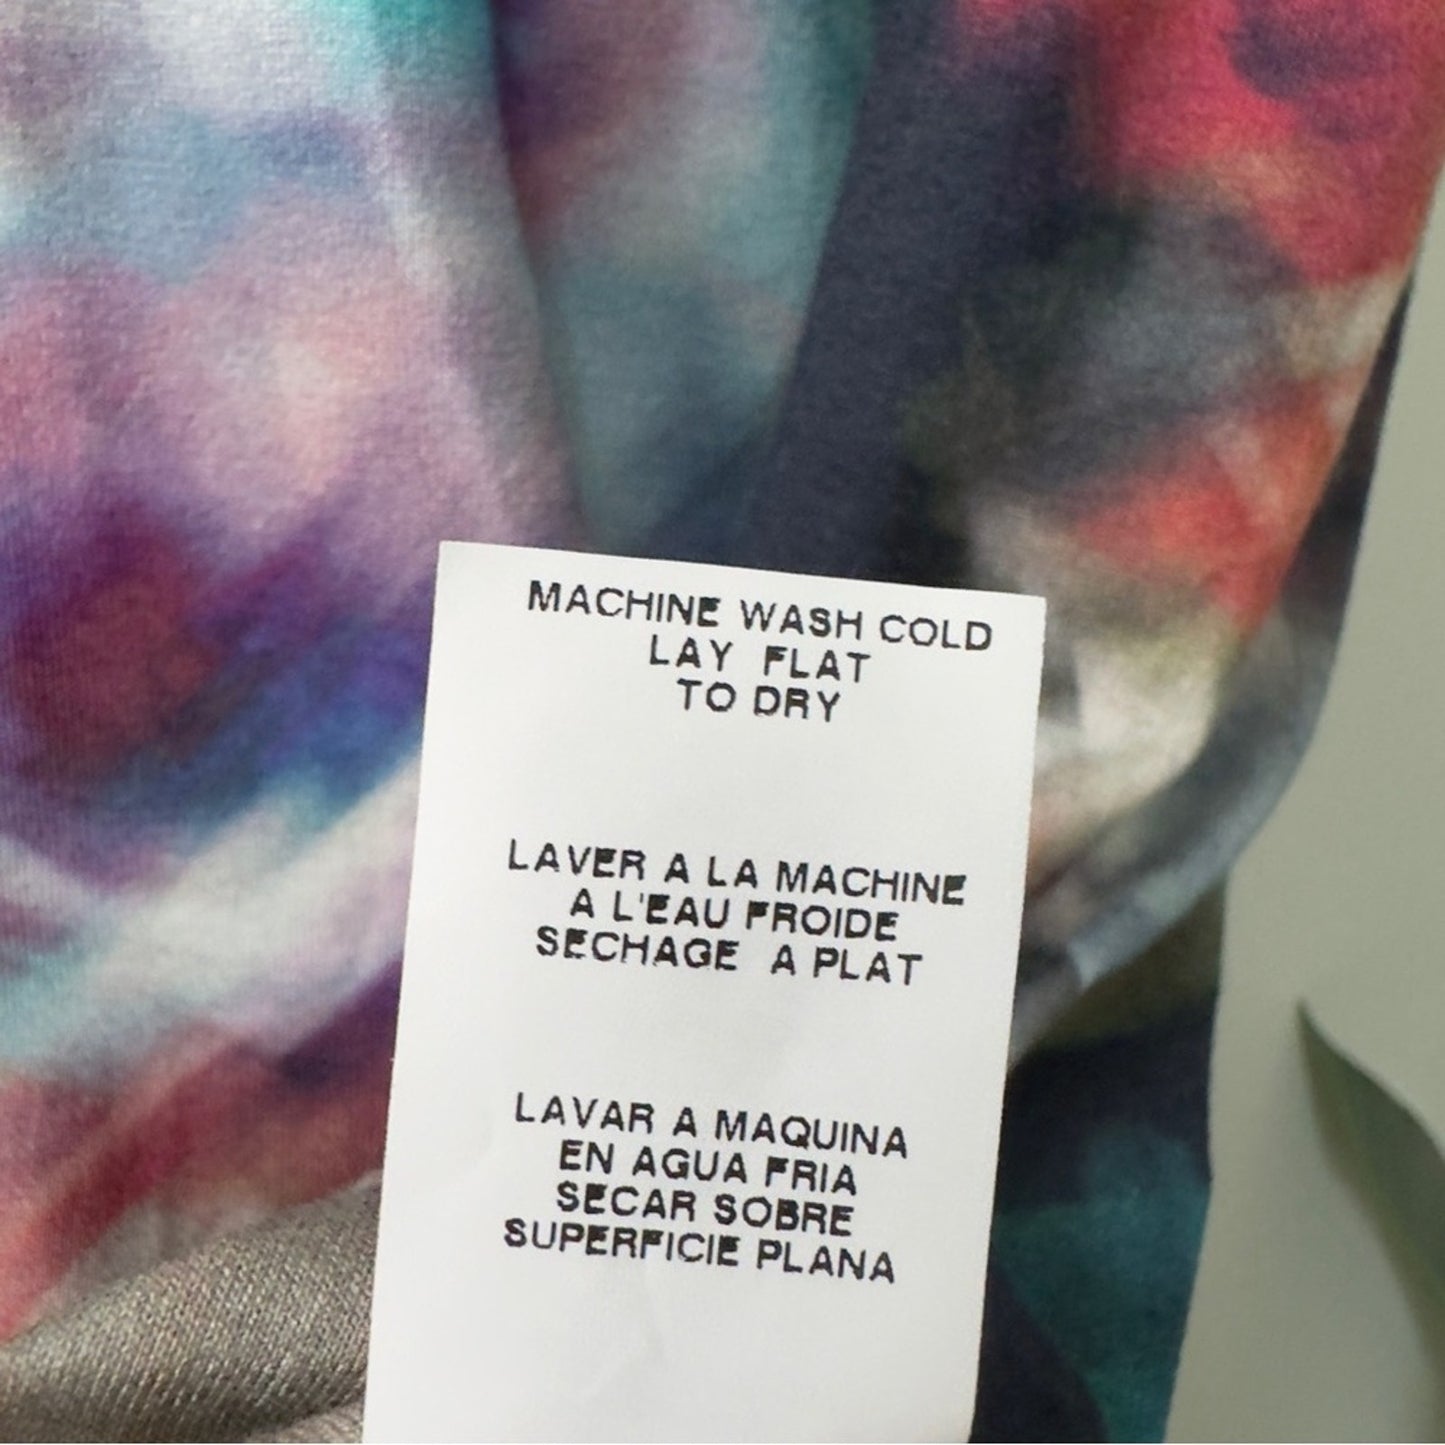 MACHINE WASH COLD
LAY FLAT
TO DRY
LAVER A LA MACHINE
A L'EAU FROIDE
SECHAGE A PLAT
LAVAR A MAQUINA
EN AGUA FRIA
SECAR SOBRE
SUPERFICIE PLANA